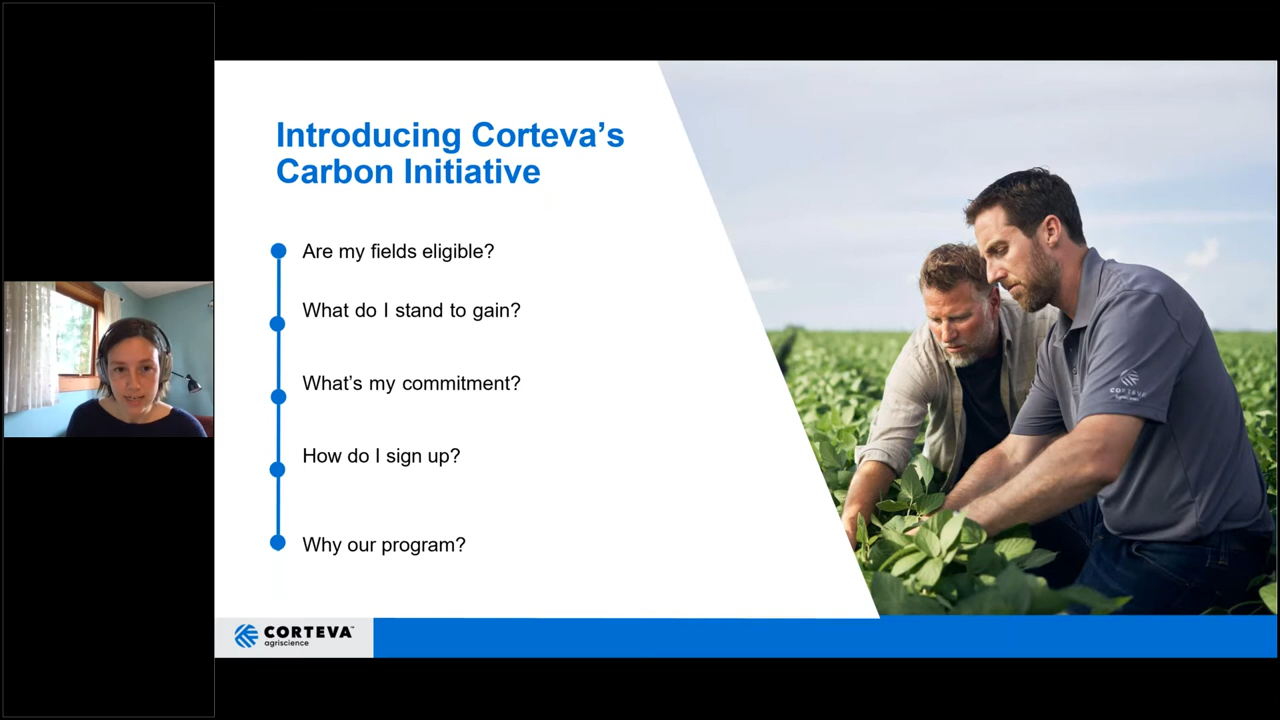 Introducing Corteva’s
Carbon Initiative
Are my fields eligible?
What do I stand to gain?
What’s my commitment?
How do I sign up?
Why our program?
CORTEVA
CORTEVA™
agriscience